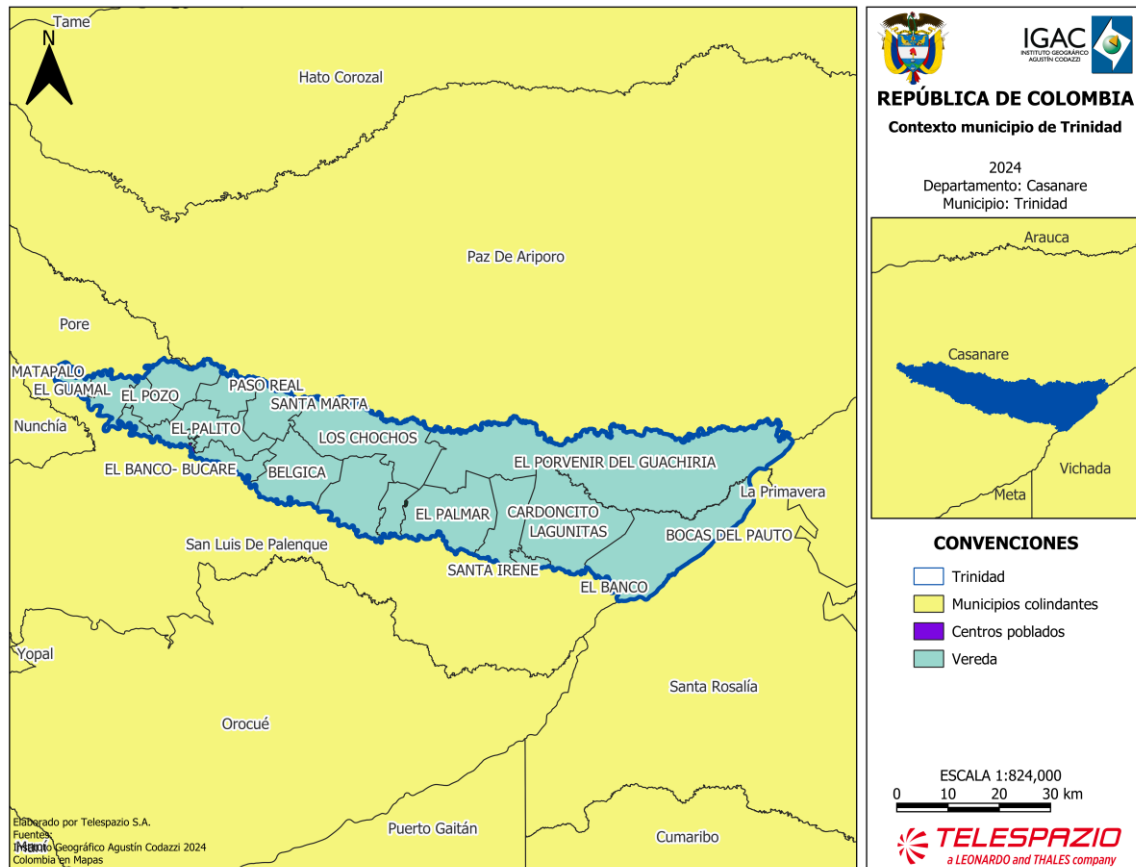 Tame
N
Hato Corozal
Paz De Ariporo
Pore
MATAPALO
EL GUAMAL
EL POZO
PASO REAL
SANTA MARTA
Nunchía
EL PALITO
LOS CHOCHOS
EL BANCO- BUCARE
BELGICA
EL PORVENIR DEL GUACHIRIA
La Primavera
EL PALMAR
CARDONCITO
LAGUNITAS
BOCAS DEL PAUTO
San Luis De Palenque
SANTA IRENE
EL BANCO
Yopal
Santa Rosalía
Orocué
Puerto Gaitán
Cumaribo
Elaborado por Telespazio S.A.
Fuentes:
Instituto Geográfico Agustín Codazzi 2024
Maní
Colombia en Mapas
IGAC
INSTITUTO GEOGRÁFICO
AGUSTÍN CODAZZI
REPÚBLICA DE COLOMBIA
Contexto municipio de Trinidad
2024
Departamento: Casanare
Municipio: Trinidad
Arauca
Casanare
Vichada
Meta
CONVENCIONES
Trinidad
Municipios colindantes
Centros poblados
Vereda
ESCALA 1:824,000
0 10 20 30 km
TELESPAZIO
a LEONARDO and THALES company